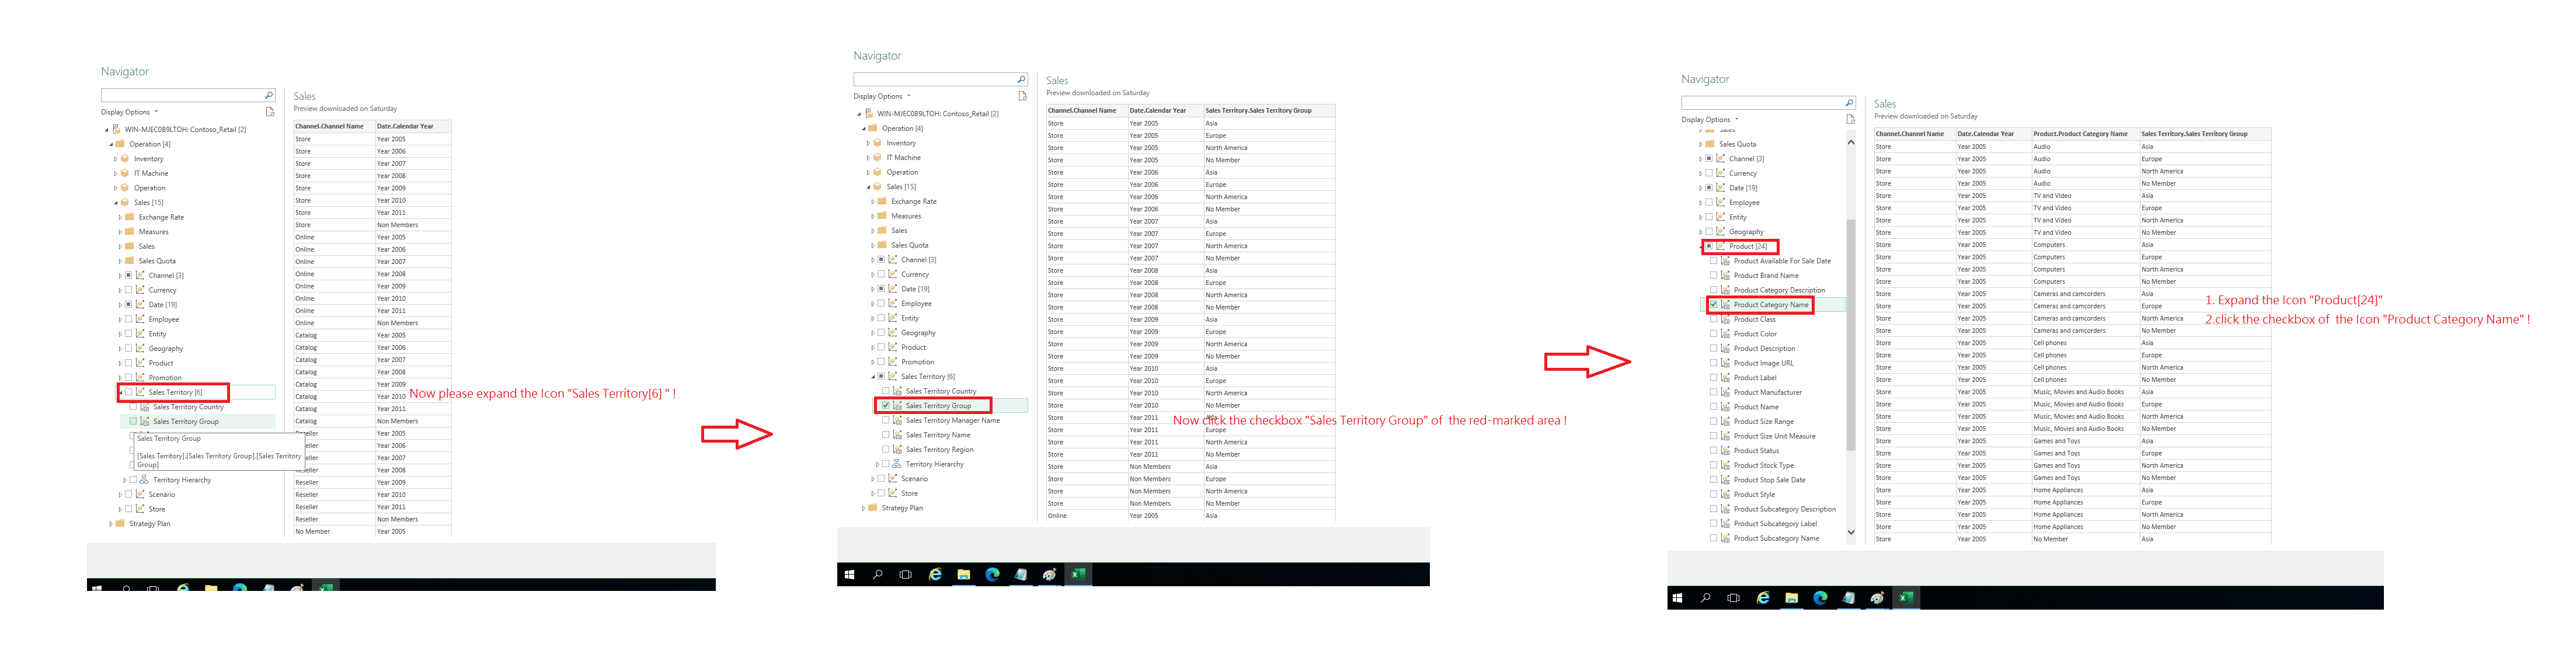 Navigator
Display Options
WIN-MJEC0B9LTOH: Contoso_Retail [2]
Operation [4]
Inventory
IT Machine
Operation
Sales [15]
Exchange Rate
Measures
Sales
Sales Quota
Channel [3]
Currency
Date [19]
Employee
Entity
Geography
Product
Promotion
Sales Territory [6]
Sales Territory Country
Sales Territory Group
Sales Territory Group
[Sales Territory].[Sales Territory Group].[Sales Territory
Group]
Territory Hierarchy
Scenario
Store
Strategy Plan
Sales
Preview downloaded on Saturday
Channel.Channel Name Date.Calendar Year
Store Year 2005
Store Year 2006
Store Year 2007
Store Year 2008
Store Year 2009
Store Year 2010
Store Year 2011
Store Non Members
Online Year 2005
Online Year 2006
Online Year 2007
Online Year 2008
Online Year 2009
Online Year 2010
Online Year 2011
Online Non Members
Catalog Year 2005
Catalog Year 2006
Catalog Year 2007
Catalog Year 2008
Catalog Year 2009
Catalog Year 2010
Catalog Year 2011
Catalog Non Members
Year 2005
Year 2006
Year 2007
Year 2008
Reseller Year 2009
Reseller Year 2010
Reseller Year 2011
Reseller Non Members
No Member Year 2005
Now please expand the Icon "Sales Territory[6] " !
Navigator
Display Options
WIN-MJEC0B9LTOH: Contoso_Retail [2]
Operation [4]
Inventory
IT Machine
Operation
Sales [15]
Exchange Rate
Measures
Sales
Sales Quota
Channel [3]
Currency
Date [19]
Employee
Entity
Geography
Product
Promotion
Sales Territory [6]
Sales Territory Country
Sales Territory Group
Sales Territory Manager Name
Sales Territory Name
Sales Territory Region
Territory Hierarchy
Scenario
Store
Strategy Plan
Sales
Preview downloaded on Saturday
Channel.Channel Name Date.Calendar Year Sales Territory.Sales Territory Group
Store Year 2005 Asia
Store Year 2005 Europe
Store Year 2005 North America
Store Year 2005 No Member
Store Year 2006 Asia
Store Year 2006 Europe
Store Year 2006 North America
Store Year 2006 No Member
Store Year 2007 Asia
Store Year 2007 Europe
Store Year 2007 North America
Store Year 2007 No Member
Store Year 2008 Asia
Store Year 2008 Europe
Store Year 2008 North America
Store Year 2008 No Member
Store Year 2009 Asia
Store Year 2009 Europe
Store Year 2009 North America
Store Year 2009 No Member
Store Year 2010 Asia
Store Year 2010 Europe
Store Year 2010 North America
Store Year 2010 No Member
Store Year 2011 Asia
Store Year 2011 Europe
Store Year 2011 North America
Store Year 2011 No Member
Store Non Members Asia
Store Non Members Europe
Store Non Members North America
Store Non Members No Member
Online Year 2005 Asia
Now click the checkbox "Sales Territory Group" of the red-marked area !
Navigator
Display Options
Sales
Sales Quota
Channel [3]
Currency
Date [19]
Employee
Entity
Geography
Product [24]
Product Available For Sale Date
Product Brand Name
Product Category Description
Product Category Name
Product Class
Product Color
Product Description
Product Image URL
Product Label
Product Manufacturer
Product Name
Product Size Range
Product Size Unit Measure
Product Status
Product Stock Type
Product Stop Sale Date
Product Style
Product Subcategory Description
Product Subcategory Label
Product Subcategory Name
Sales
Preview downloaded on Saturday
Channel.Channel Name Date.Calendar Year Product.Product Category Name Sales Territory.Sales Territory Group
Store Year 2005 Audio Asia
Store Year 2005 Audio Europe
Store Year 2005 Audio North America
Store Year 2005 Audio No Member
Store Year 2005 TV and Video Asia
Store Year 2005 TV and Video Europe
Store Year 2005 TV and Video North America
Store Year 2005 TV and Video No Member
Store Year 2005 Computers Asia
Store Year 2005 Computers Europe
Store Year 2005 Computers North America
Store Year 2005 Computers No Member
Store Year 2005 Cameras and camcorders Asia
Store Year 2005 Cameras and camcorders Europe
Store Year 2005 Cameras and camcorders North America
Store Year 2005 Cameras and camcorders No Member
Store Year 2005 Cell phones Asia
Store Year 2005 Cell phones Europe
Store Year 2005 Cell phones North America
Store Year 2005 Cell phones No Member
Store Year 2005 Music, Movies and Audio Books Asia
Store Year 2005 Music, Movies and Audio Books Europe
Store Year 2005 Music, Movies and Audio Books North America
Store Year 2005 Music, Movies and Audio Books No Member
Store Year 2005 Games and Toys Asia
Store Year 2005 Games and Toys Europe
Store Year 2005 Games and Toys North America
Store Year 2005 Games and Toys No Member
Store Year 2005 Home Appliances Asia
Store Year 2005 Home Appliances Europe
Store Year 2005 Home Appliances North America
Store Year 2005 Home Appliances No Member
Store Year 2005 No Member Asia
1. Expand the Icon "Product[24]"
2.click the checkbox of the Icon "Product Category Name" !